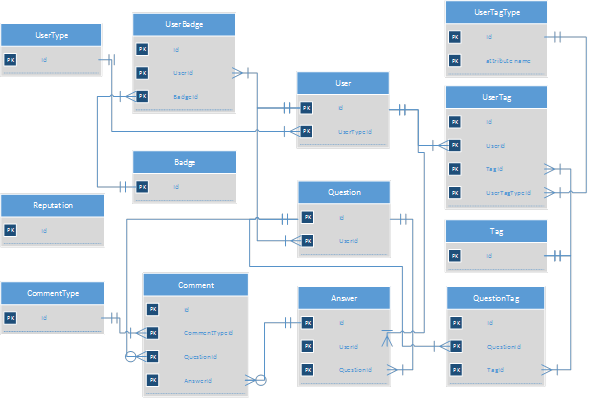 UserType
PK Id
UserBadge
PK Id
PK UserId
PK BadgeId
Badge
PK Id
Reputation
PK Id
CommentType
PK Id
Comment
PK Id
PK CommentTypeId
PK QuestionId
PK AnswerId
User
PK Id
PK UserTypeId
Question
PK Id
PK UserId
Answer
PK Id
PK UserId
PK QuestionId
UserTagType
PK Id
PK attribute name
UserTag
PK Id
PK UserId
PK TagId
PK UserTagTypeId
Tag
PK Id
QuestionTag
PK Id
PK QuestionId
PK TagId